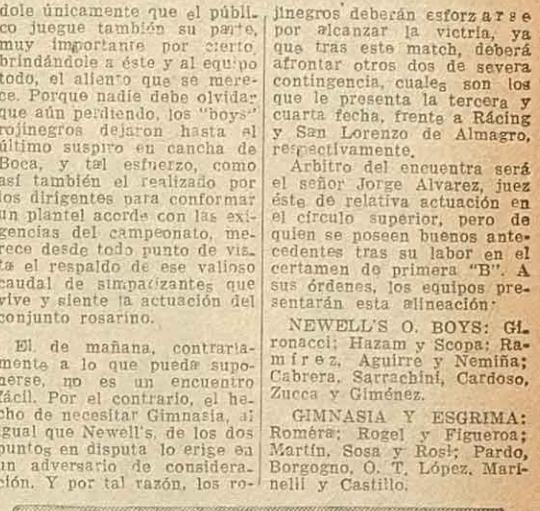 dole únicamente que el públi-
co juegue también su parte,
muy importante por cierto
brindándole a éste y al equipo
todo, el aliento que se mere-
ce. Porque nadie debe olvidar
que aún perdiendo, los "boys"
rojinegros dejaron hasta el
último suspiro en cancha de
Boca, y tal esfuerzo, como
así también el realizado por
los dirigentes para conformar
un plantel acorde con las exi-
gencias del campeonato, me-
rece desde todo punto de vis-
ta el respaldo de ese valioso
caudal de simpatizantes que
vive y siente la actuación del
conjunto rosarino.
El de mañana, contraria-
mente a lo que pueda supo-
nerse, no es un encuentro
fácil. Por el contrario, el he-
cho de necesitar Gimnasia, al
igual que Newell's, de los dos
puntos en disputa lo erige en
un adversario de considera-
ción. Y por tal razón, los ro-
jinegros deberán esforzarse
por alcanzar la victria, ya
que tras este match, deberá
afrontar otros dos de severa
contingencia, cuales son los
que le presenta la tercera y
cuarta fecha, frente a Rácing
y San Lorenzo de Almagro,
respectivamente.
Arbitro del encuentro será
el señor Jorge Alvarez, juez
éste de relativa actuación en
el círculo superior, pero de
quien se poseen buenos ante-
cedentes tras su labor en el
certamen de primera "B". A
sus órdenes, los equipos pre-
sentarán esta alineación:
NEWELL'S O. BOYS: Gi-
ronacci; Hazam y Scopa; Ra-
mírez, Aguirre y Nemiña;
Cabrera, Sarrachini, Cardoso,
Zucca y Giménez.
GIMNASIA Y ESGRIMA:
Romera; Rogel y Figueroa;
Martín, Sosa y Rosi; Pardo,
Borgogno, O. T. López, Mari-
nelli y Castillo.